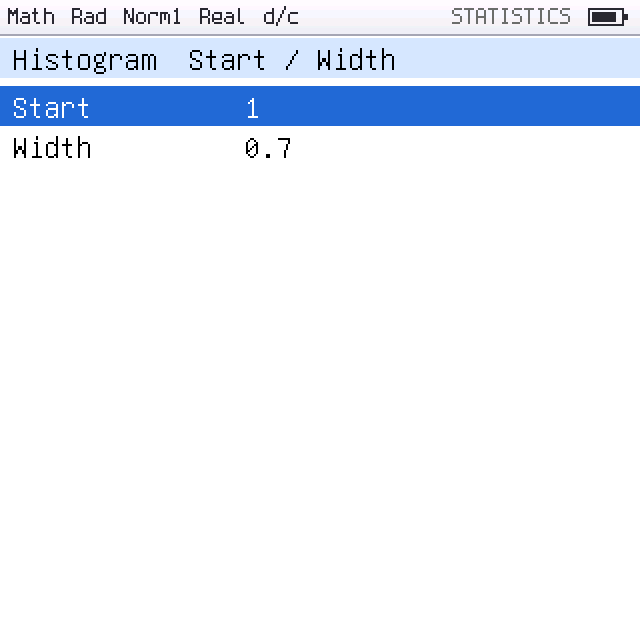 Math Rad Norm1 Real d/c STATISTICS
Histogram Start / Width
Start 1
Width 0.7